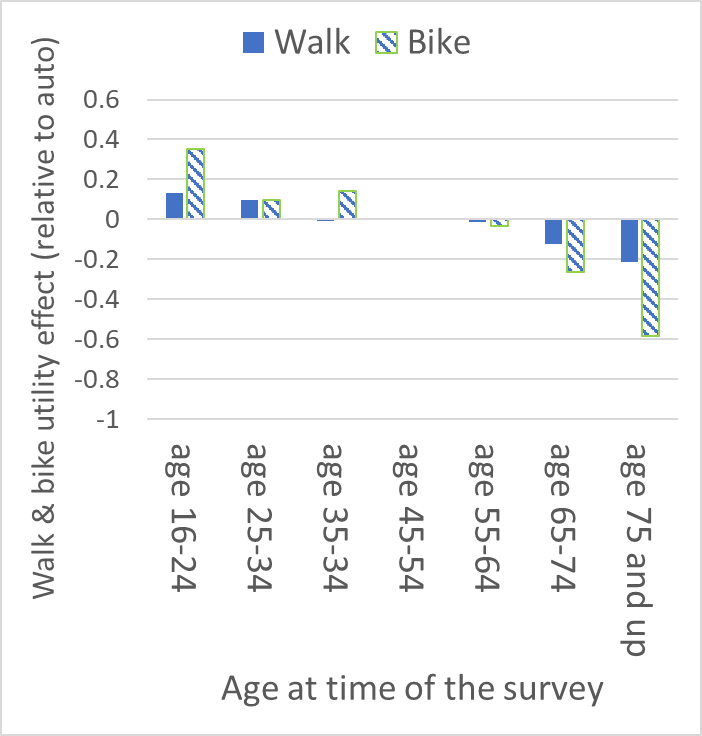 Walk Bike
Walk & bike utility effect (relative to auto)
0.6
0.4
0.2
0
-0.2
-0.4
-0.6
-0.8
-1
age 16-24
age 25-34
age 35-34
age 45-54
age 55-64
age 65-74
age 75 and up
Age at time of the survey